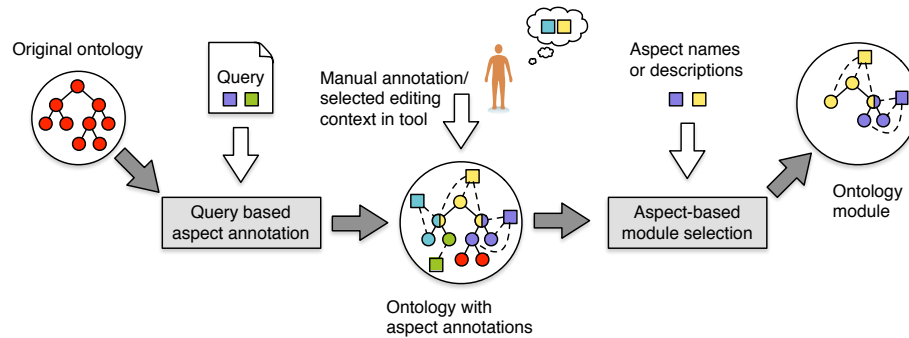 Original ontology
Query
Manual annotation/
selected editing
context in tool
Aspect names
or descriptions
Query based
aspect annotation
Ontology with
aspect annotations
Aspect-based
module selection
Ontology
module